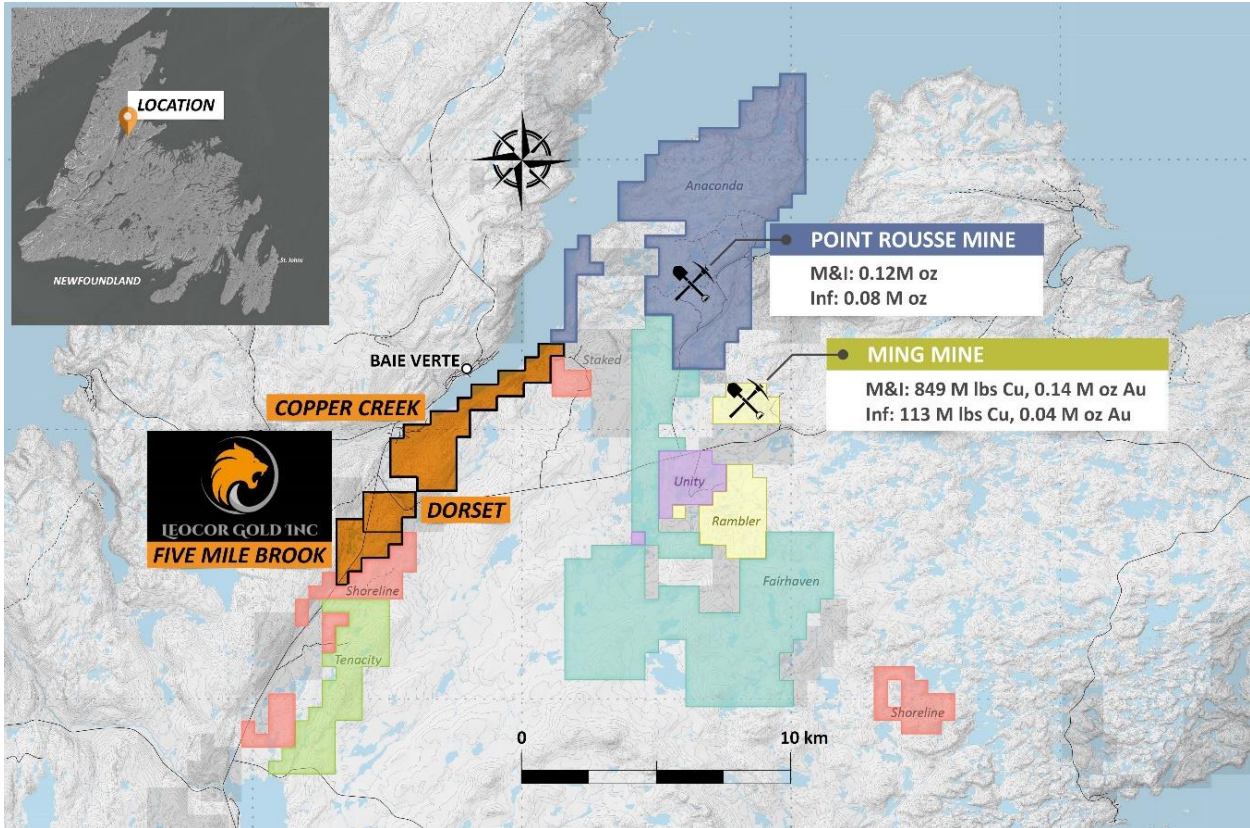 LOCATION
St. Johns
NEWFOUNDLAND
Anaconda
POINT ROUSSE MINE
M&I: 0.12M oz
Inf: 0.08 M oz
BAIE VERTE
Staked
MING MINE
M&I: 849 M lbs Cu, 0.14 M oz Au
Inf: 113 M lbs Cu, 0.04 M oz Au
COPPER CREEK
LEOCOR GOLD INC
FIVE MILE BROOK
DORSET
Unity
Rambler
Shoreline
Fairhaven
Tenacity
Shoreline
0
10 km